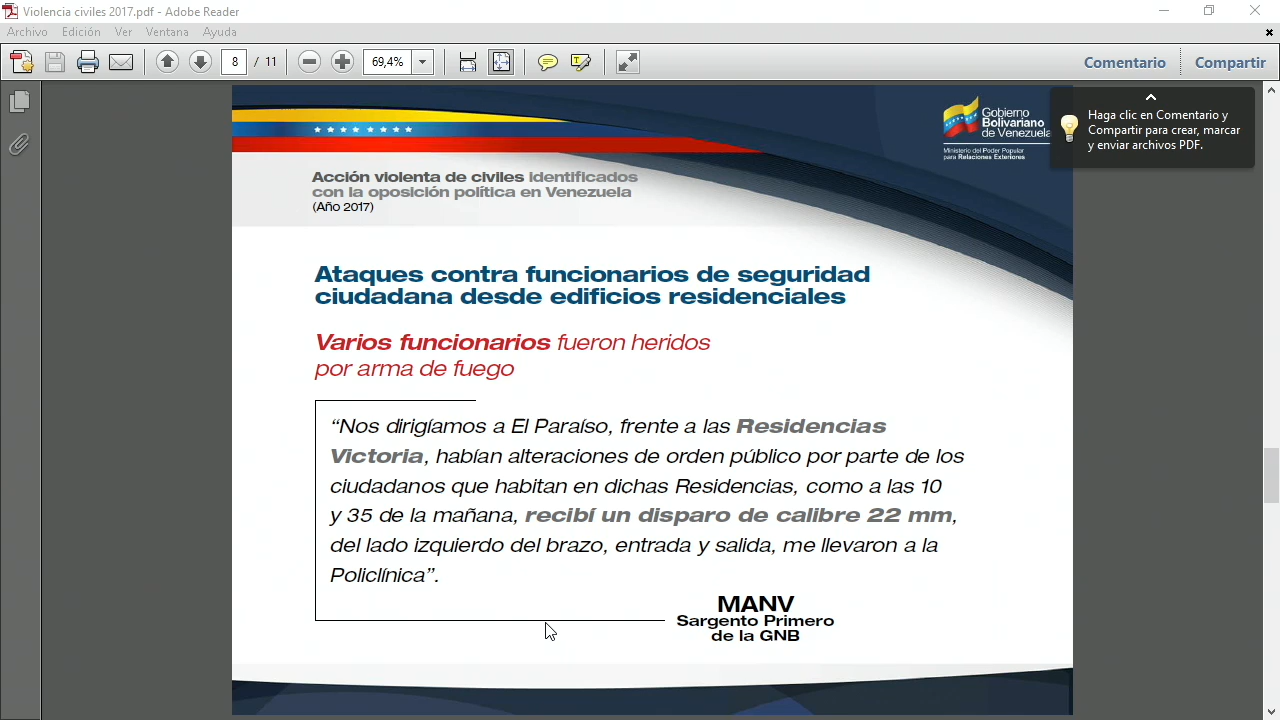 Violencia civiles 2017.pdf - Adobe Reader
Archivo Edición Ver Ventana Ayuda
8 / 11 69,4% Comentario Compartir
Haga clic en Comentario y
Compartir para crear, marcar
y enviar archivos PDF.
Gobierno
Bolivariano
de Venezuela
Ministerio del Poder Popular
para Relaciones Exteriores
Acción violenta de civiles identificados
con la oposición política en Venezuela
(Año 2017)
Ataques contra funcionarios de seguridad
ciudadana desde edificios residenciales
Varios funcionarios fueron heridos
por arma de fuego
“Nos dirigíamos a El Paraíso, frente a las Residencias
Victoria, habían alteraciones de orden público por parte de los
ciudadanos que habitan en dichas Residencias, como a las 10
y 35 de la mañana, recibí un disparo de calibre 22 mm,
del lado izquierdo del brazo, entrada y salida, me llevaron a la
Policlínica”.
MANV
Sargento Primero
de la GNB